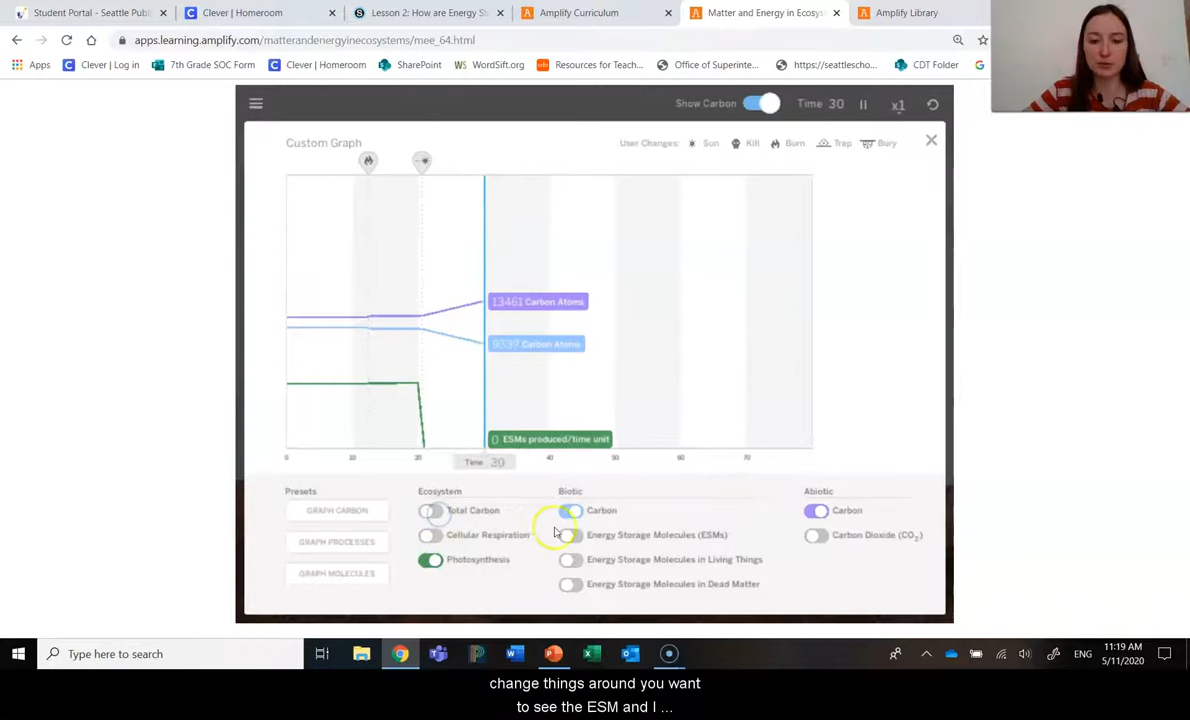 Student Portal - Seattle Publi
Clever | Homeroom
Lesson 2: How are Energy St
Amplify Curriculum
Matter and Energy in Ecosys
Amplify Library
apps.learning.amplify.com/matterandenergyinecosystems/mee_64.html
Apps
Clever | Log in
7th Grade SOC Form
Clever | Homeroom
SharePoint
WordSift.org
Resources for Teac...
Office of Superinte...
https://seattlescho...
CDT Folder
Show Carbon
Time 30
x1
Custom Graph
User Changes:
Sun
Kill
Burn
Trap
Bury
13461 Carbon Atoms
9337 Carbon Atoms
0 ESMs produced/time unit
0 10 20 40 50 60 70
Time 30
Presets
GRAPH CARBON
GRAPH PROCESSES
GRAPH MOLECULES
Ecosystem
Total Carbon
Cellular Respiration
Photosynthesis
Biotic
Carbon
Energy Storage Molecules (ESMs)
Energy Storage Molecules in Living Things
Energy Storage Molecules in Dead Matter
Abiotic
Carbon
Carbon Dioxide (CO₂)
Type here to search
ENG
11:19 AM
5/11/2020
change things around you want
to see the ESM and I ...